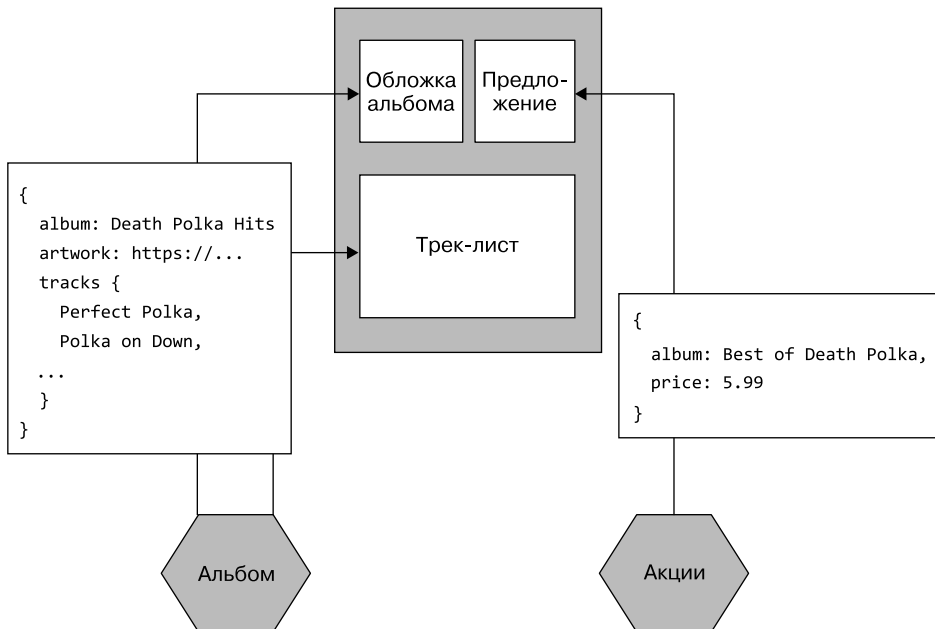 Обложка
альбома
Предло-
жение
Трек-лист
{
album: Death Polka Hits
artwork: https://...
tracks {
Perfect Polka,
Polka on Down,
...
}
}
{
album: Best of Death Polka,
price: 5.99
}
Альбом
Акции